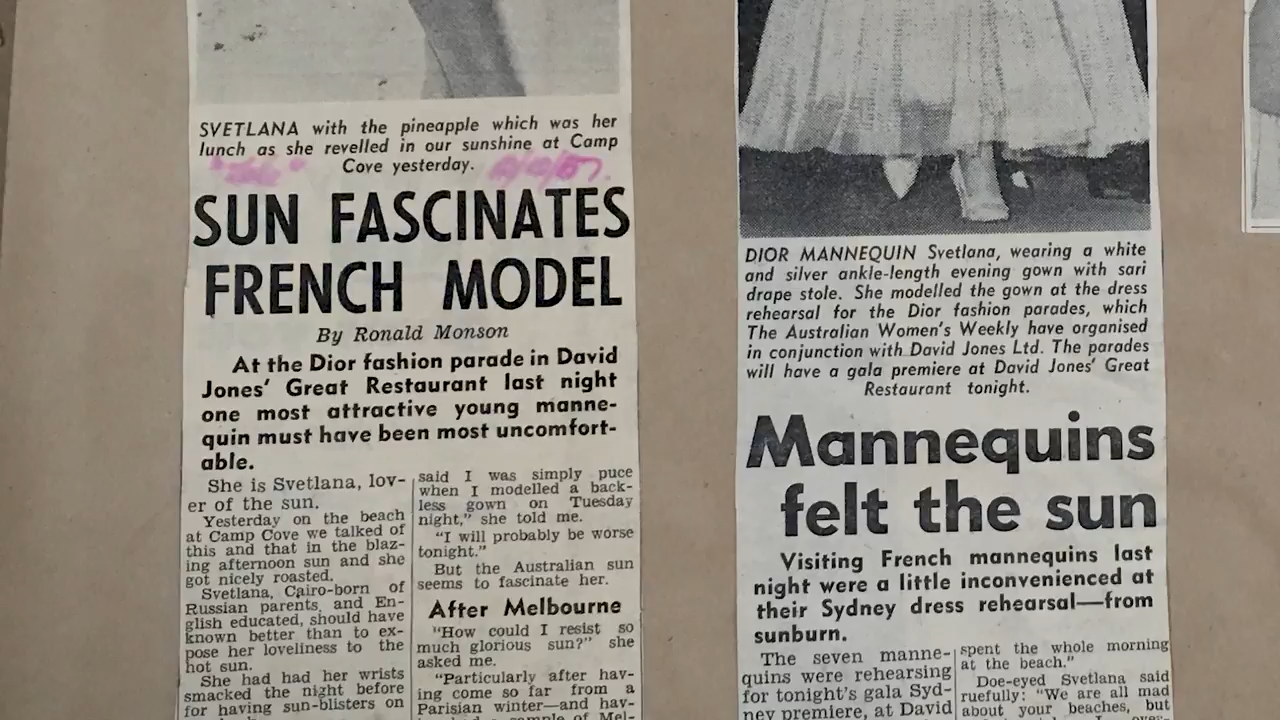 SVETLANA with the pineapple which was her
lunch as she revelled in our sunshine at Camp
Cove yesterday.
SUN FASCINATES
FRENCH MODEL
By Ronald Monson
At the Dior fashion parade in David
Jones' Great Restaurant last night
one most attractive young manne-
quin must have been most uncomfort-
able.
She is Svetlana, lov-
er of the sun.
Yesterday on the beach
at Camp Cove we talked of
this and that in the blaz-
ing afternoon sun and she
got nicely roasted.
Svetlana, Cairo-born of
Russian parents, and En-
glish educated, should have
known better than to ex-
pose her loveliness to the
hot sun.
She had had her wrists
smacked the night before
for having sun-blisters on
said I was simply puce
when I modelled a back-
less gown on Tuesday
night," she told me.
"I will probably be worse
tonight."
But the Australian sun
seems to fascinate her.
After Melbourne
"How could I resist so
much glorious sun?" she
asked me.
"Particularly after hav-
ing come so far from a
Parisian winter—and hav-
sample of Mel-
DIOR MANNEQUIN Svetlana, wearing a white
and silver ankle-length evening gown with sari
drape stole. She modelled the gown at the dress
rehearsal for the Dior fashion parades, which
The Australian Women's Weekly have organised
in conjunction with David Jones Ltd. The parades
will have a gala premiere at David Jones' Great
Restaurant tonight.
Mannequins
felt the sun
Visiting French mannequins last
night were a little inconvenienced at
their Sydney dress rehearsal—from
sunburn.
The seven manne-
quins were rehearsing
for tonight's gala Syd-
ney premiere, at David
spent the whole morning
at the beach."
Doe-eyed Svetlana said
ruefully: "We are all mad
about your beaches, but